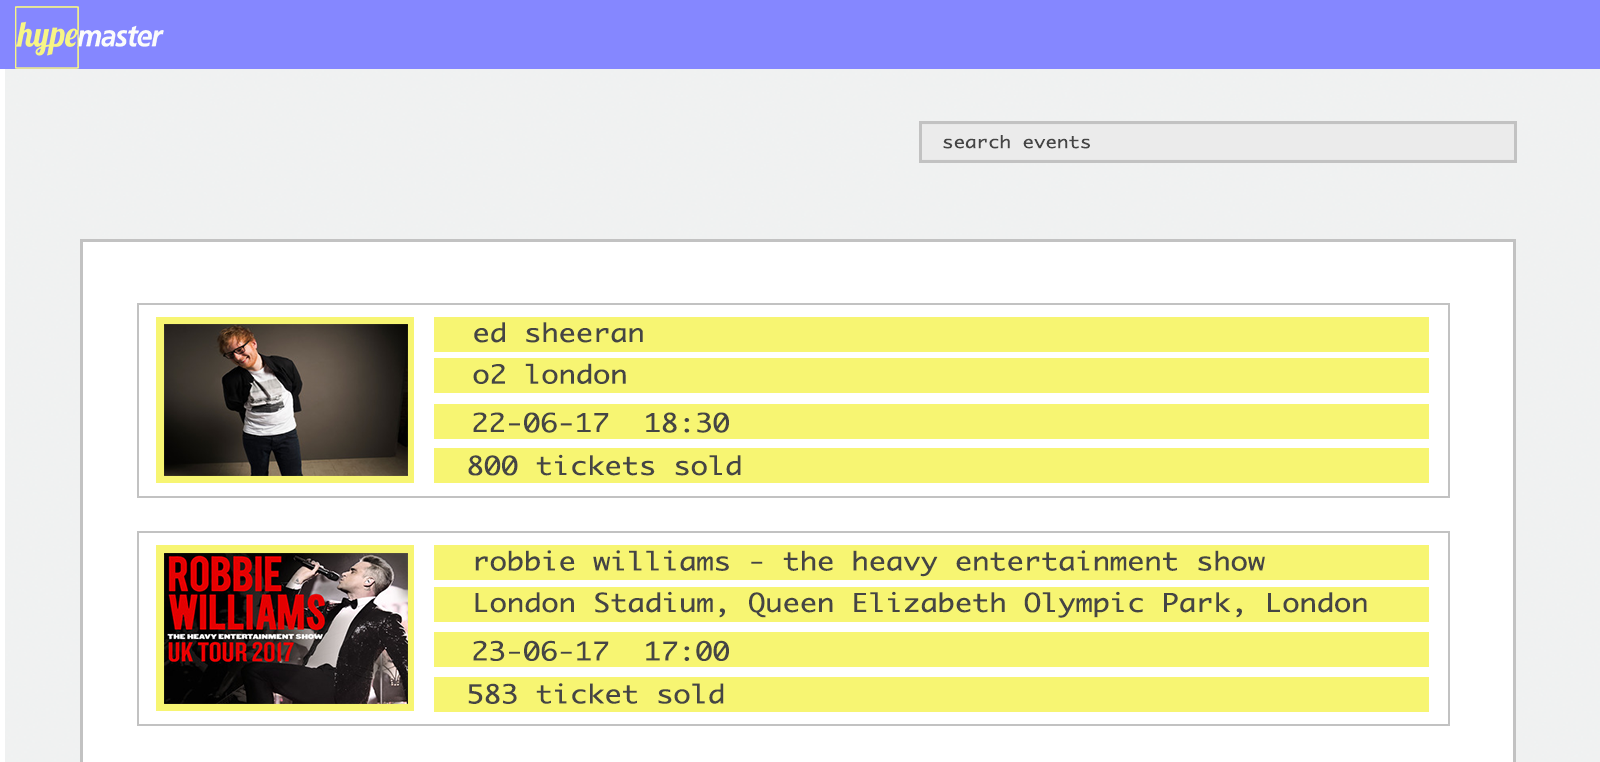 hypemaster
search events
ed sheeran
o2 london
22-06-17 18:30
800 tickets sold
ROBBIE
WILLIAMS
THE HEAVY ENTERTAINMENT SHOW
UK TOUR 2017
robbie williams - the heavy entertainment show
London Stadium, Queen Elizabeth Olympic Park, London
23-06-17 17:00
583 ticket sold